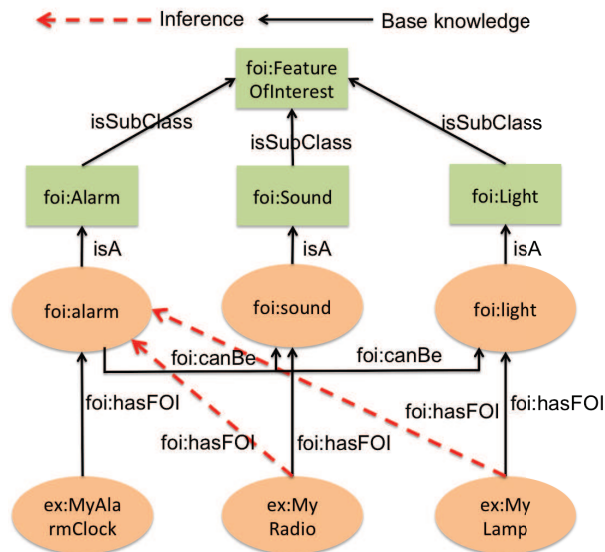 Inference
Base knowledge
foi:Feature
OfInterest
isSubClass
isSubClass
isSubClass
foi:Alarm
foi:Sound
foi:Light
isA
isA
isA
foi:alarm
foi:sound
foi:light
foi:canBe
foi:canBe
foi:hasFOI
foi:hasFOI
foi:hasFOI
foi:hasFOI
foi:hasFOI
ex:MyAla
rmClock
ex:My
Radio
ex:My
Lamp